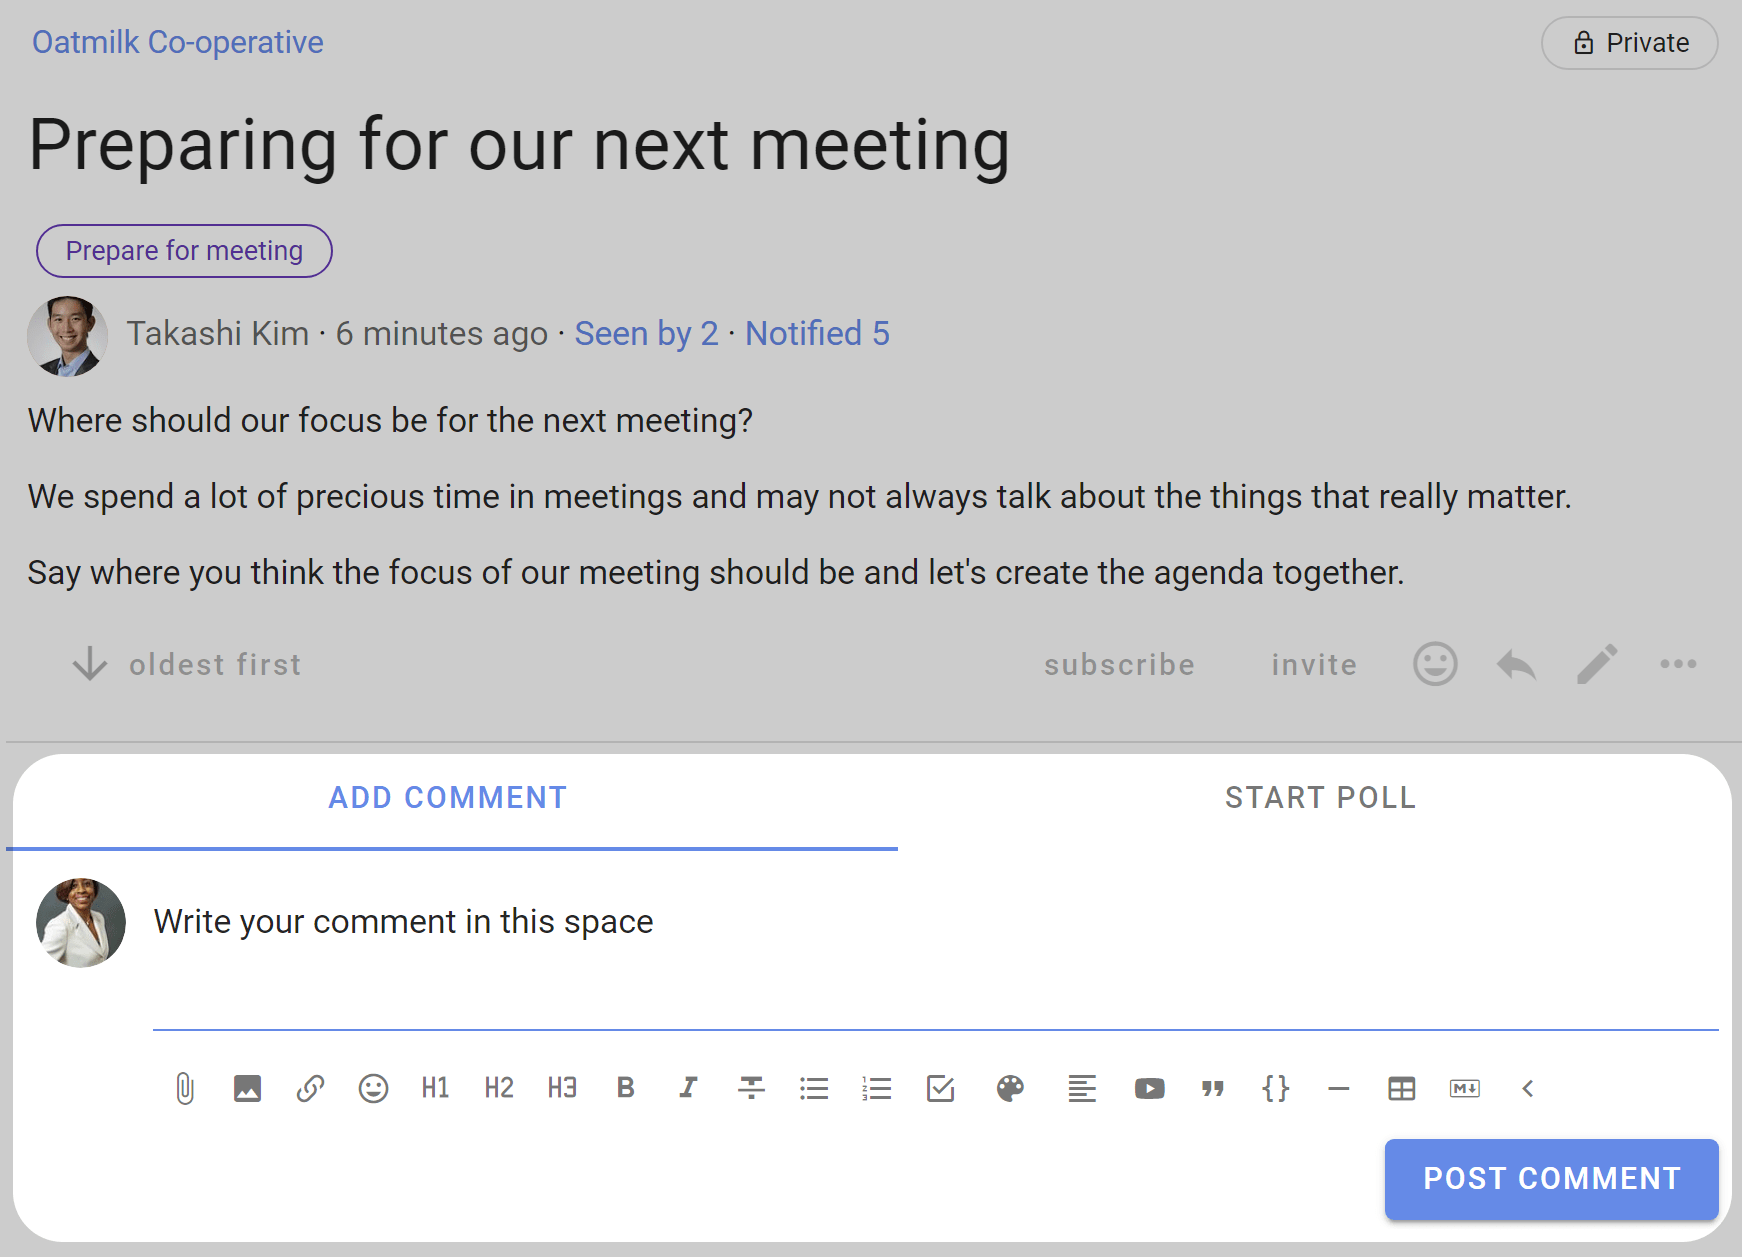 Oatmilk Co-operative
Private
Preparing for our next meeting
Prepare for meeting
Takashi Kim · 6 minutes ago · Seen by 2 · Notified 5
Where should our focus be for the next meeting?
We spend a lot of precious time in meetings and may not always talk about the things that really matter.
Say where you think the focus of our meeting should be and let's create the agenda together.
oldest first subscribe invite
ADD COMMENT START POLL
Write your comment in this space
H1 H2 H3 B I
POST COMMENT